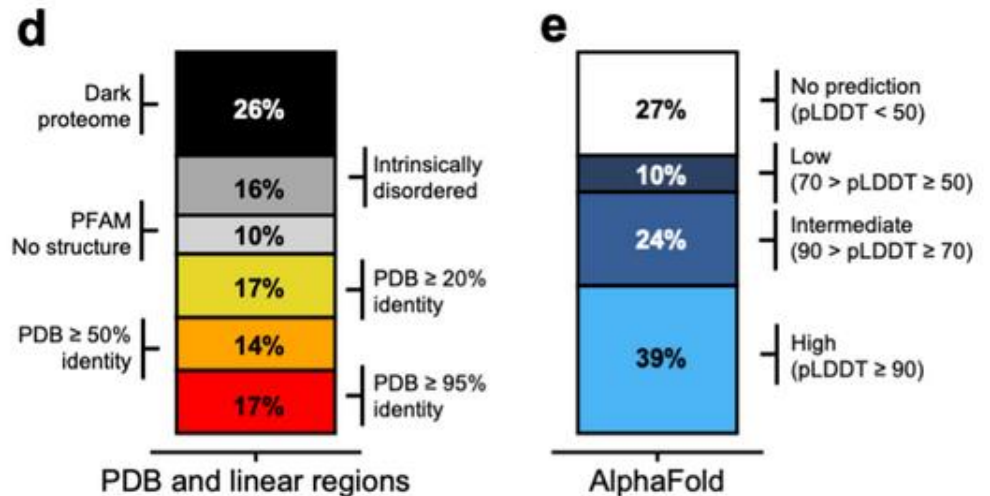 d
Dark
proteome
26%
16%
Intrinsically
disordered
PFAM
No structure
10%
17%
PDB ≥ 20%
identity
PDB ≥ 50%
identity
14%
17%
PDB ≥ 95%
identity
PDB and linear regions
e
27%
No prediction
(pLDDT < 50)
10%
Low
(70 > pLDDT ≥ 50)
24%
Intermediate
(90 > pLDDT ≥ 70)
39%
High
(pLDDT ≥ 90)
AlphaFold